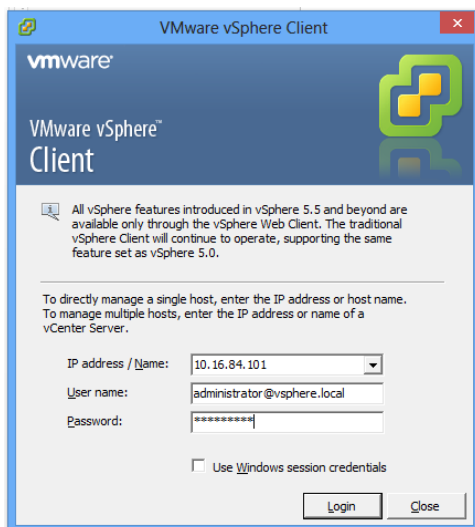 VMware vSphere Client
vmware®
VMware vSphere™
Client
All vSphere features introduced in vSphere 5.5 and beyond are
available only through the vSphere Web Client. The traditional
vSphere Client will continue to operate, supporting the same
feature set as vSphere 5.0.
To directly manage a single host, enter the IP address or host name.
To manage multiple hosts, enter the IP address or name of a
vCenter Server.
IP address / Name: 10.16.84.101
User name: administrator@vsphere.local
Password: *********
Use Windows session credentials
Login Close